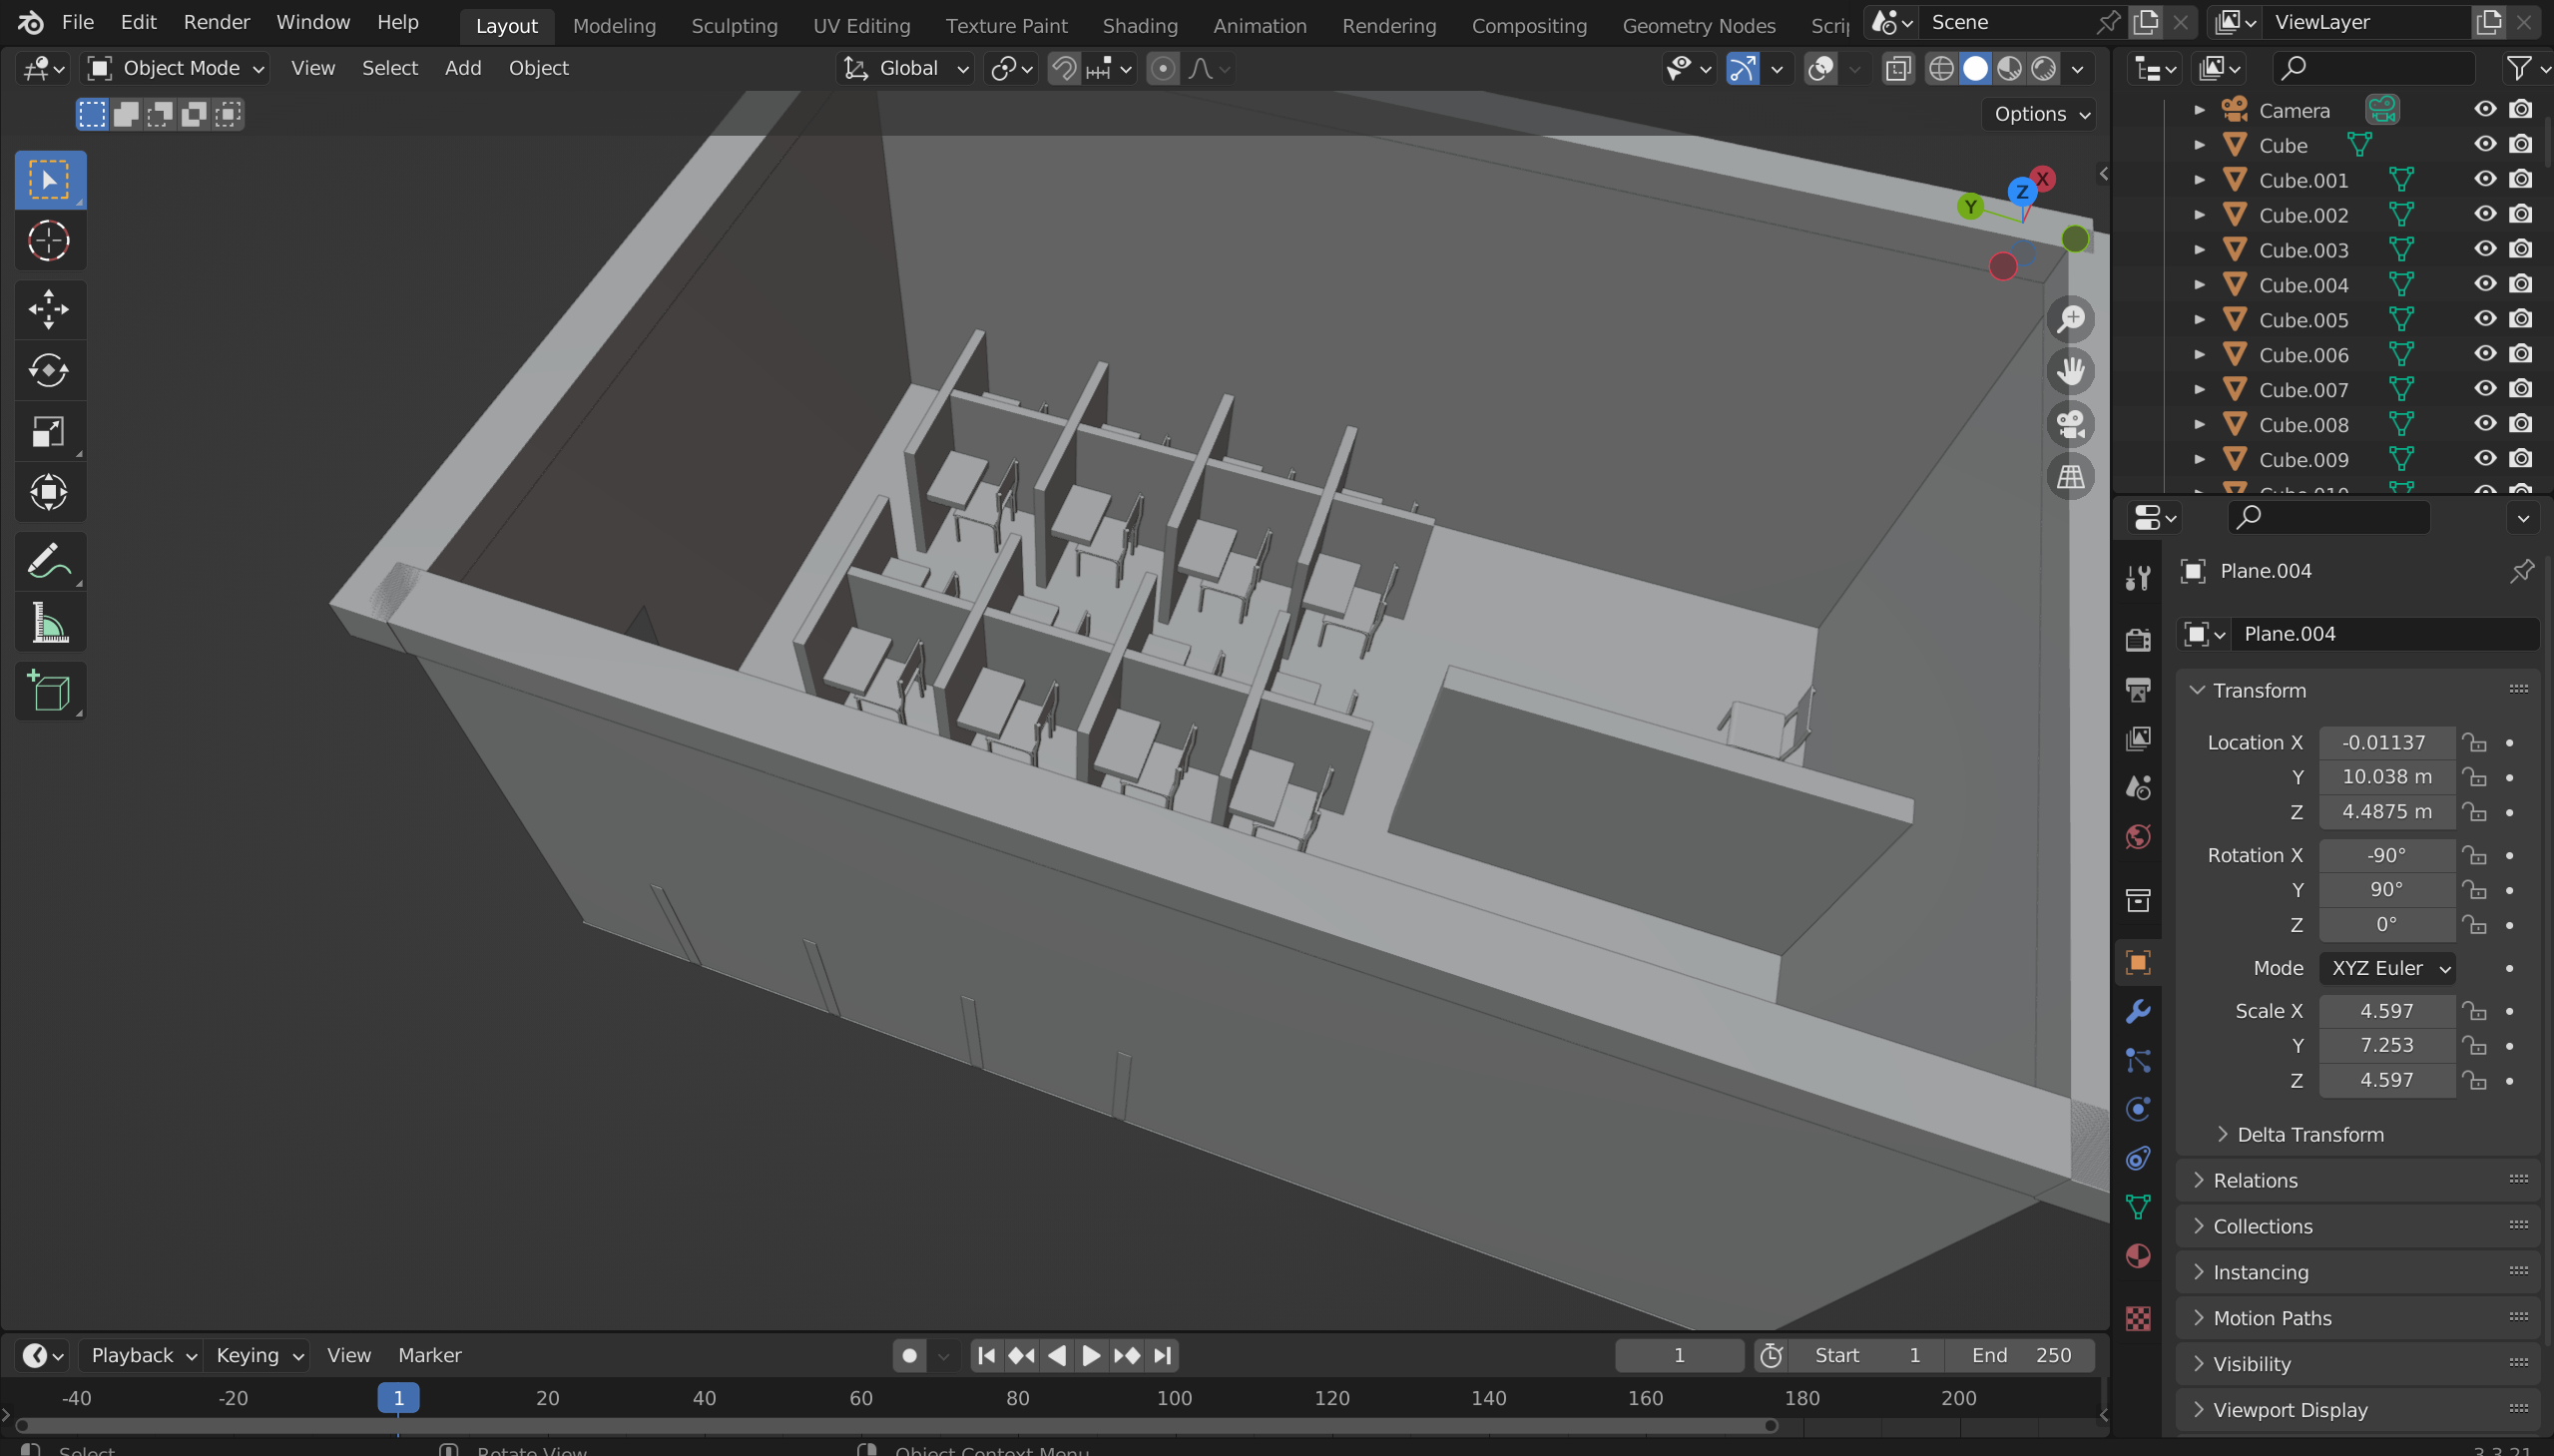 File Edit Render Window Help Layout Modeling Sculpting UV Editing Texture Paint Shading Animation Rendering Compositing Geometry Nodes Scrip Scene ViewLayer
Object Mode View Select Add Object Global
Options
X
Y
Z
Camera
Cube
Cube.001
Cube.002
Cube.003
Cube.004
Cube.005
Cube.006
Cube.007
Cube.008
Cube.009
Cube.010
Plane.004
Plane.004
Transform
Location X -0.01137
Y 10.038 m
Z 4.4875 m
Rotation X -90°
Y 90°
Z 0°
Mode XYZ Euler
Scale X 4.597
Y 7.253
Z 4.597
Delta Transform
Relations
Collections
Instancing
Motion Paths
Visibility
Viewport Display
Playback Keying View Marker 1 Start 1 End 250
-40 -20 1 20 40 60 80 100 120 140 160 180 200
Select Rotate View Object Context Menu 3.3.21